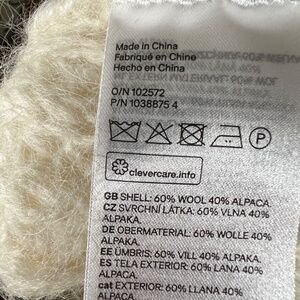 Made in China
Fabriqué en Chine
Hecho en China
O/N 102572
P/N 1038875 4
P
clevercare.info
GB SHELL: 60% WOOL 40% ALPACA.
CZ SVRCHNÍ LÁTKA: 60% VLNA 40%
ALPAKA.
DE OBERMATERIAL: 60% WOLLE 40%
ALPAKA.
EE ÜMBRIS: 60% VILL 40% ALPAKA.
ES TELA EXTERIOR: 60% LANA 40%
ALPACA.
cat EXTERIOR: 60% LLANA 40%
ALPACA.